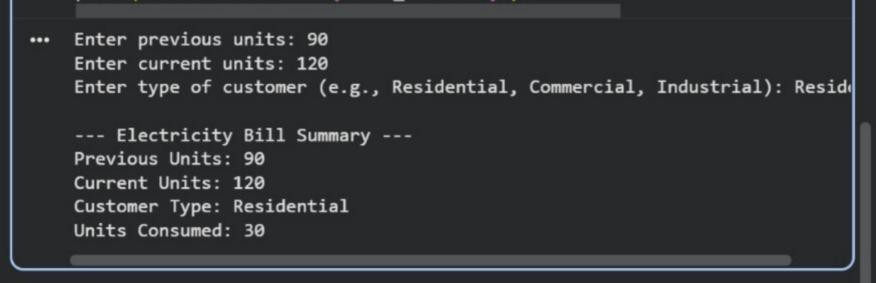 Enter previous units: 90
Enter current units: 120
Enter type of customer (e.g., Residential, Commercial, Industrial): Reside
--- Electricity Bill Summary ---
Previous Units: 90
Current Units: 120
Customer Type: Residential
Units Consumed: 30